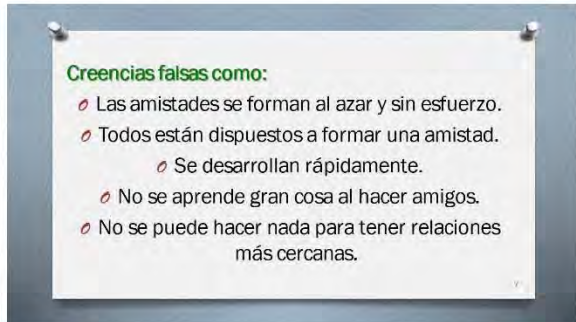 Creencias falsas como:
Las amistades se forman al azar y sin esfuerzo.
Todos están dispuestos a formar una amistad.
Se desarrollan rápidamente.
No se aprende gran cosa al hacer amigos.
No se puede hacer nada para tener relaciones
más cercanas.